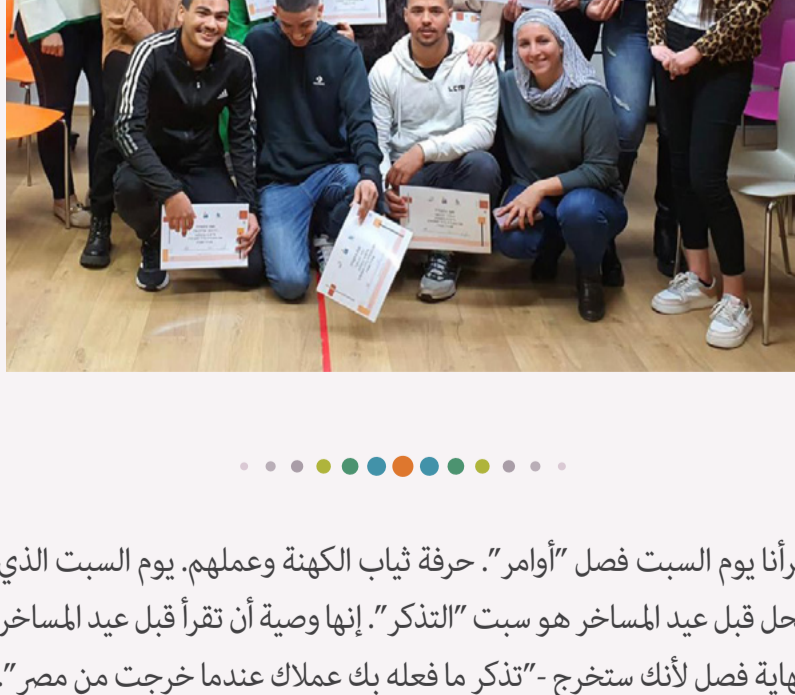 رأنا يوم السبت فصل ”أوامر”. حرفة ثياب الكهنة وعملهم. يوم السبت الذي
حل قبل عيد المساخر هو سبت ”التذكر”. إنها وصية أن تقرأ قبل عيد المساخر
هاية فصل لأنك ستخرج -”تذكر ما فعله بك عملاك عندما خرجت من مصر”.